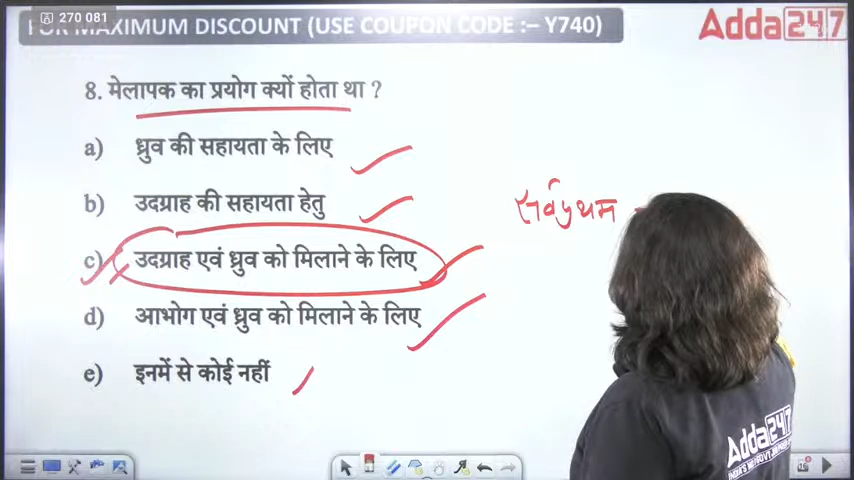 270 081
FOR MAXIMUM DISCOUNT (USE COUPON CODE :– Y740)
Adda247
8. मेलापक का प्रयोग क्यों होता था ?
a) ध्रुव की सहायता के लिए
b) उदग्राह की सहायता हेतु
सर्वप्रथम
c) उदग्राह एवं ध्रुव को मिलाने के लिए
d) आभोग एवं ध्रुव को मिलाने के लिए
e) इनमें से कोई नहीं
Adda247